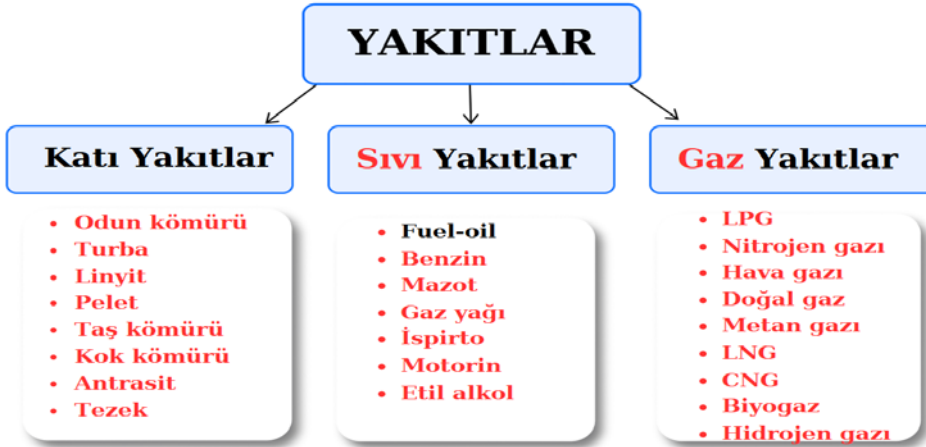 YAKITLAR
Katı Yakıtlar
• Odun kömürü
• Turba
• Linyit
• Pelet
• Taş kömürü
• Kok kömürü
• Antrasit
• Tezek
Sıvı Yakıtlar
• Fuel-oil
• Benzin
• Mazot
• Gaz yağı
• İspirto
• Motorin
• Etil alkol
Gaz Yakıtlar
• LPG
• Nitrojen gazı
• Hava gazı
• Doğal gaz
• Metan gazı
• LNG
• CNG
• Biyogaz
• Hidrojen gazı